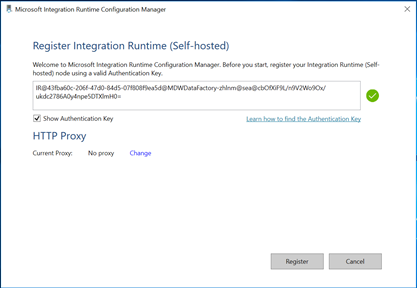 Microsoft Integration Runtime Configuration Manager
Register Integration Runtime (Self-hosted)
Welcome to Microsoft Integration Runtime Configuration Manager. Before you start, register your Integration Runtime (Self-
hosted) node using a valid Authentication Key.
IR@43fba60c-206f-47d0-84d5-07f808f9ea5d@MDWDataFactory-zhlnm@sea@cbOfXiF9L/n9V2Wo9Ox/
ukdc2786A0y4npe5DTXImH0=
Show Authentication Key
Learn how to find the Authentication Key
HTTP Proxy
Current Proxy: No proxy Change
Register Cancel